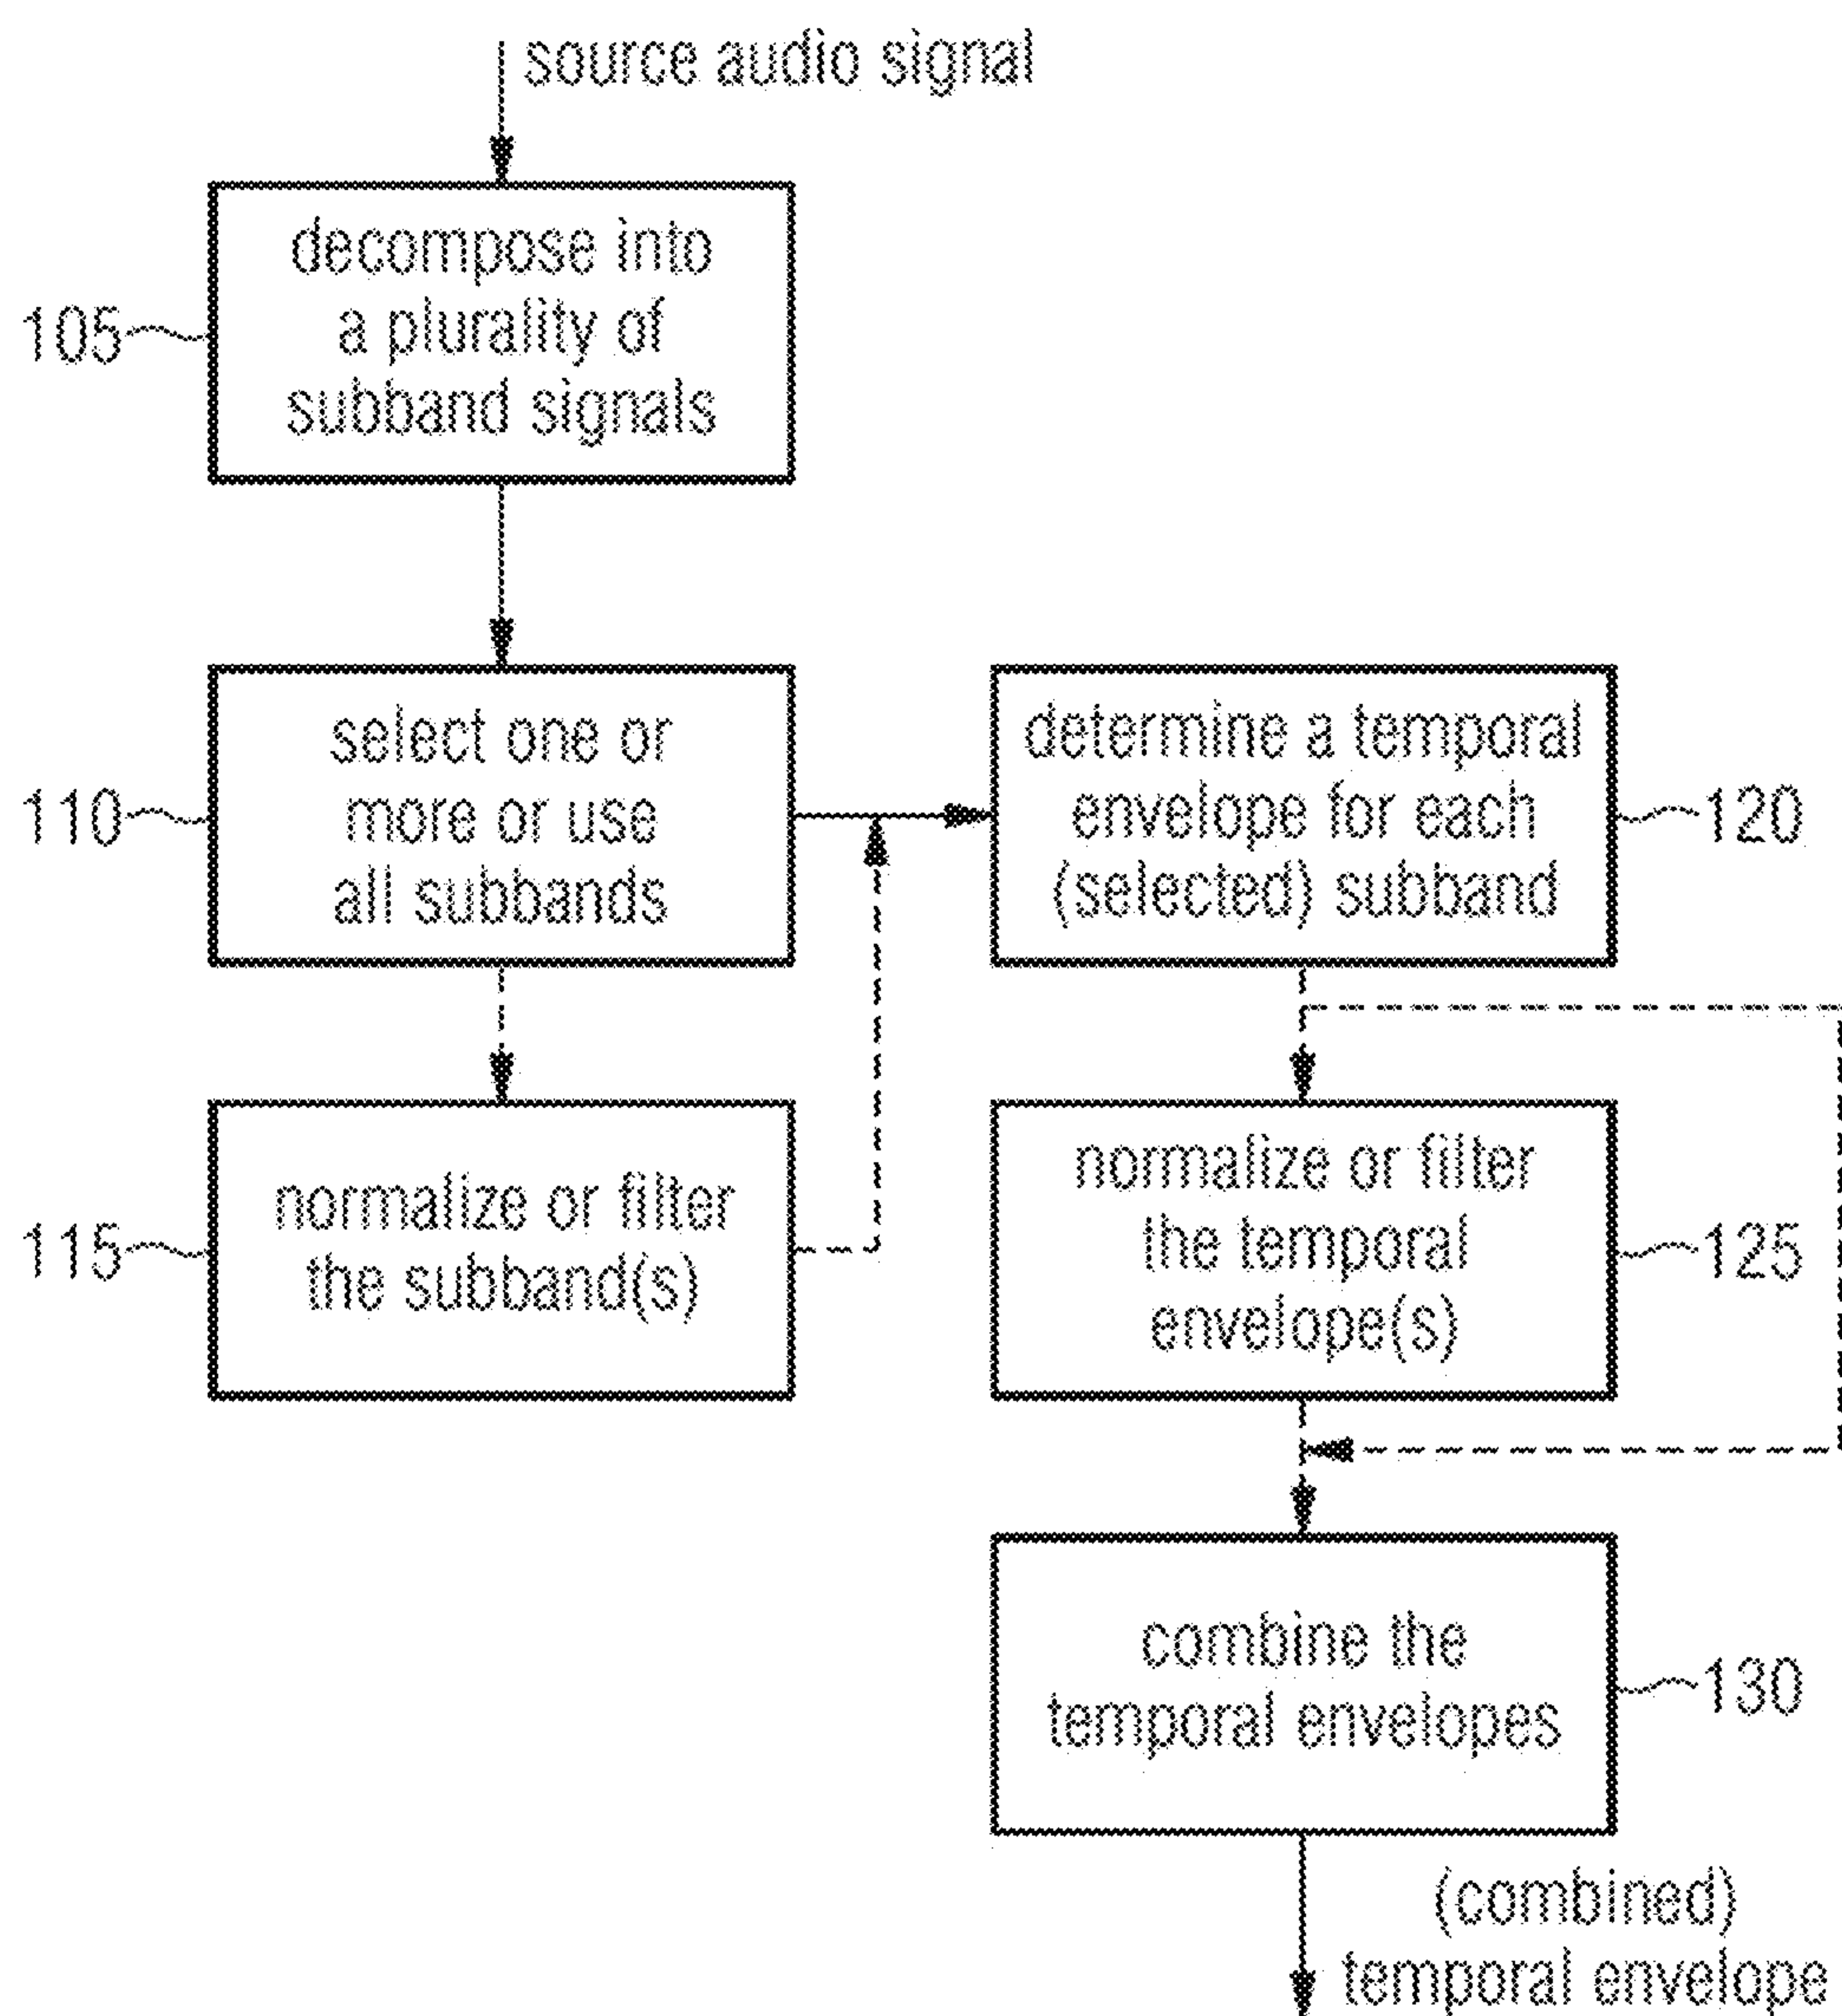 source audio signal
decompose into
a plurality of
subband signals
105
select one or
more or use
all subbands
110
determine a temporal
envelope for each
(selected) subband
120
normalize or filter
the subband(s)
115
normalize or filter
the temporal
envelope(s)
125
combine the
temporal envelopes
130
(combined)
temporal envelope